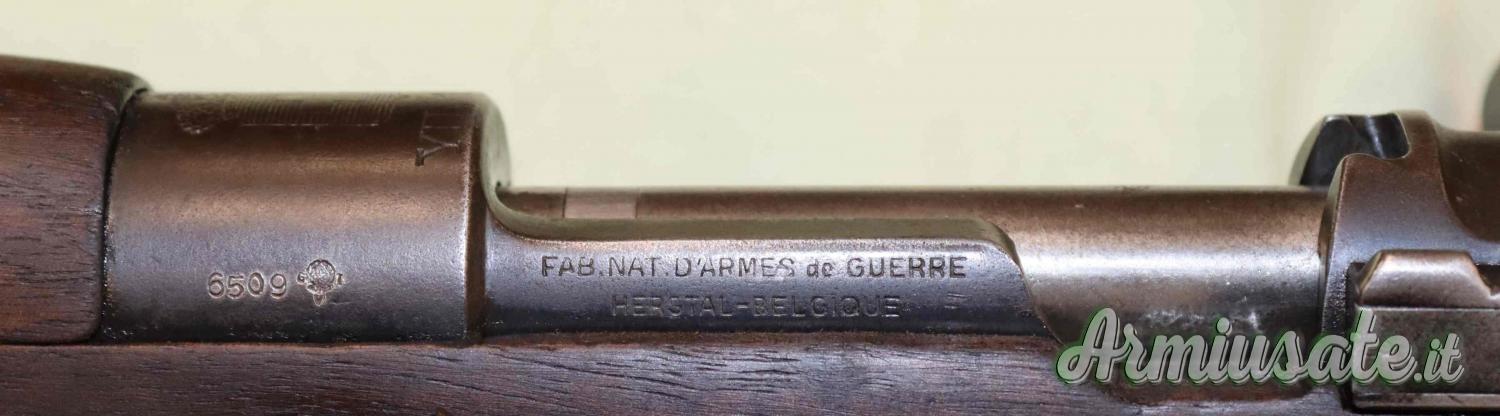 6509
FAB.NAT.D'ARMES de GUERRE
HERSTAL-BELGIQUE
Armiusate.it